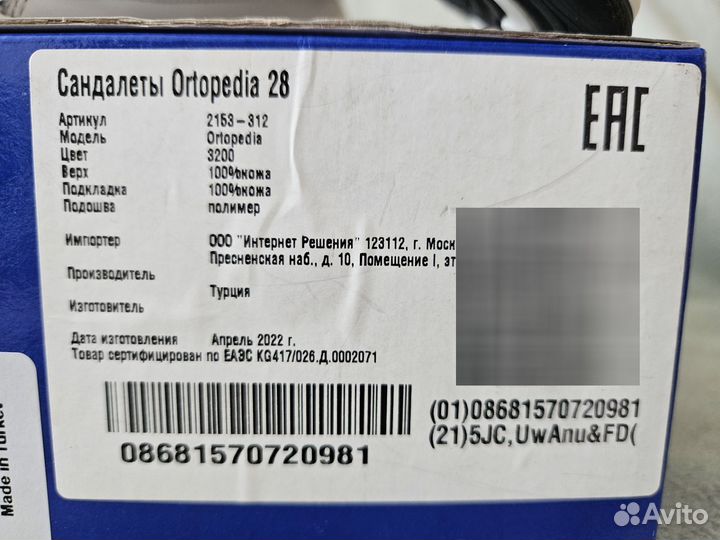 Сандалеты Ortopedia 28
EAC
Артикул 2153-312
Модель Ortopedia
Цвет 3200
Верх 100%кожа
Подкладка 100%кожа
Подошва полимер
Импортер ООО "Интернет Решения" 123112, г. Моск
Пресненская наб., д. 10, Помещение I, эт
Производитель
Турция
Изготовитель
Дата изготовления Апрель 2022 г.
Товар сертифицирован по ЕАЭС KG417/026.Д.0002071
08681570720981
(01)08681570720981
(21)5JC,UwAnu&FD(
Made in Turkey
Avito